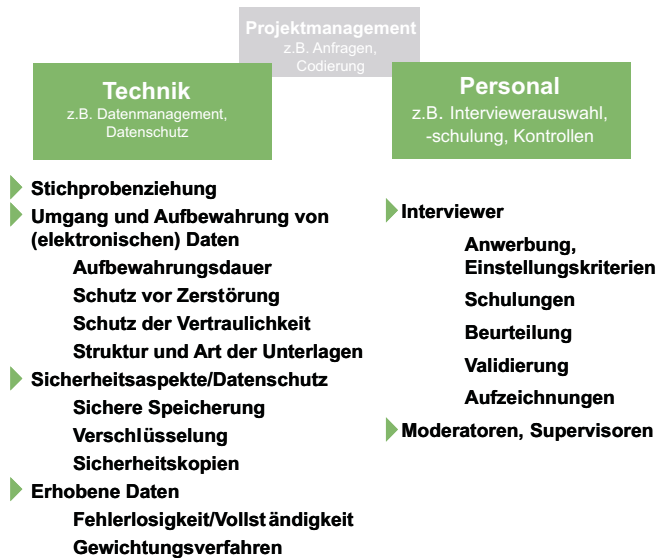 Projektmanagement
z.B. Anfragen,
Codierung
Technik
z.B. Datenmanagement,
Datenschutz
Stichprobenziehung
Umgang und Aufbewahrung von
(elektronischen) Daten
Aufbewahrungsdauer
Schutz vor Zerstörung
Schutz der Vertraulichkeit
Struktur und Art der Unterlagen
Sicherheitsaspekte/Datenschutz
Sichere Speicherung
Verschlüsselung
Sicherheitskopien
Erhobene Daten
Fehlerlosigkeit/Vollständigkeit
Gewichtungsverfahren
Personal
z.B. Interviewerauswahl,
-schulung, Kontrollen
Interviewer
Anwerbung,
Einstellungskriterien
Schulungen
Beurteilung
Validierung
Aufzeichnungen
Moderatoren, Supervisoren